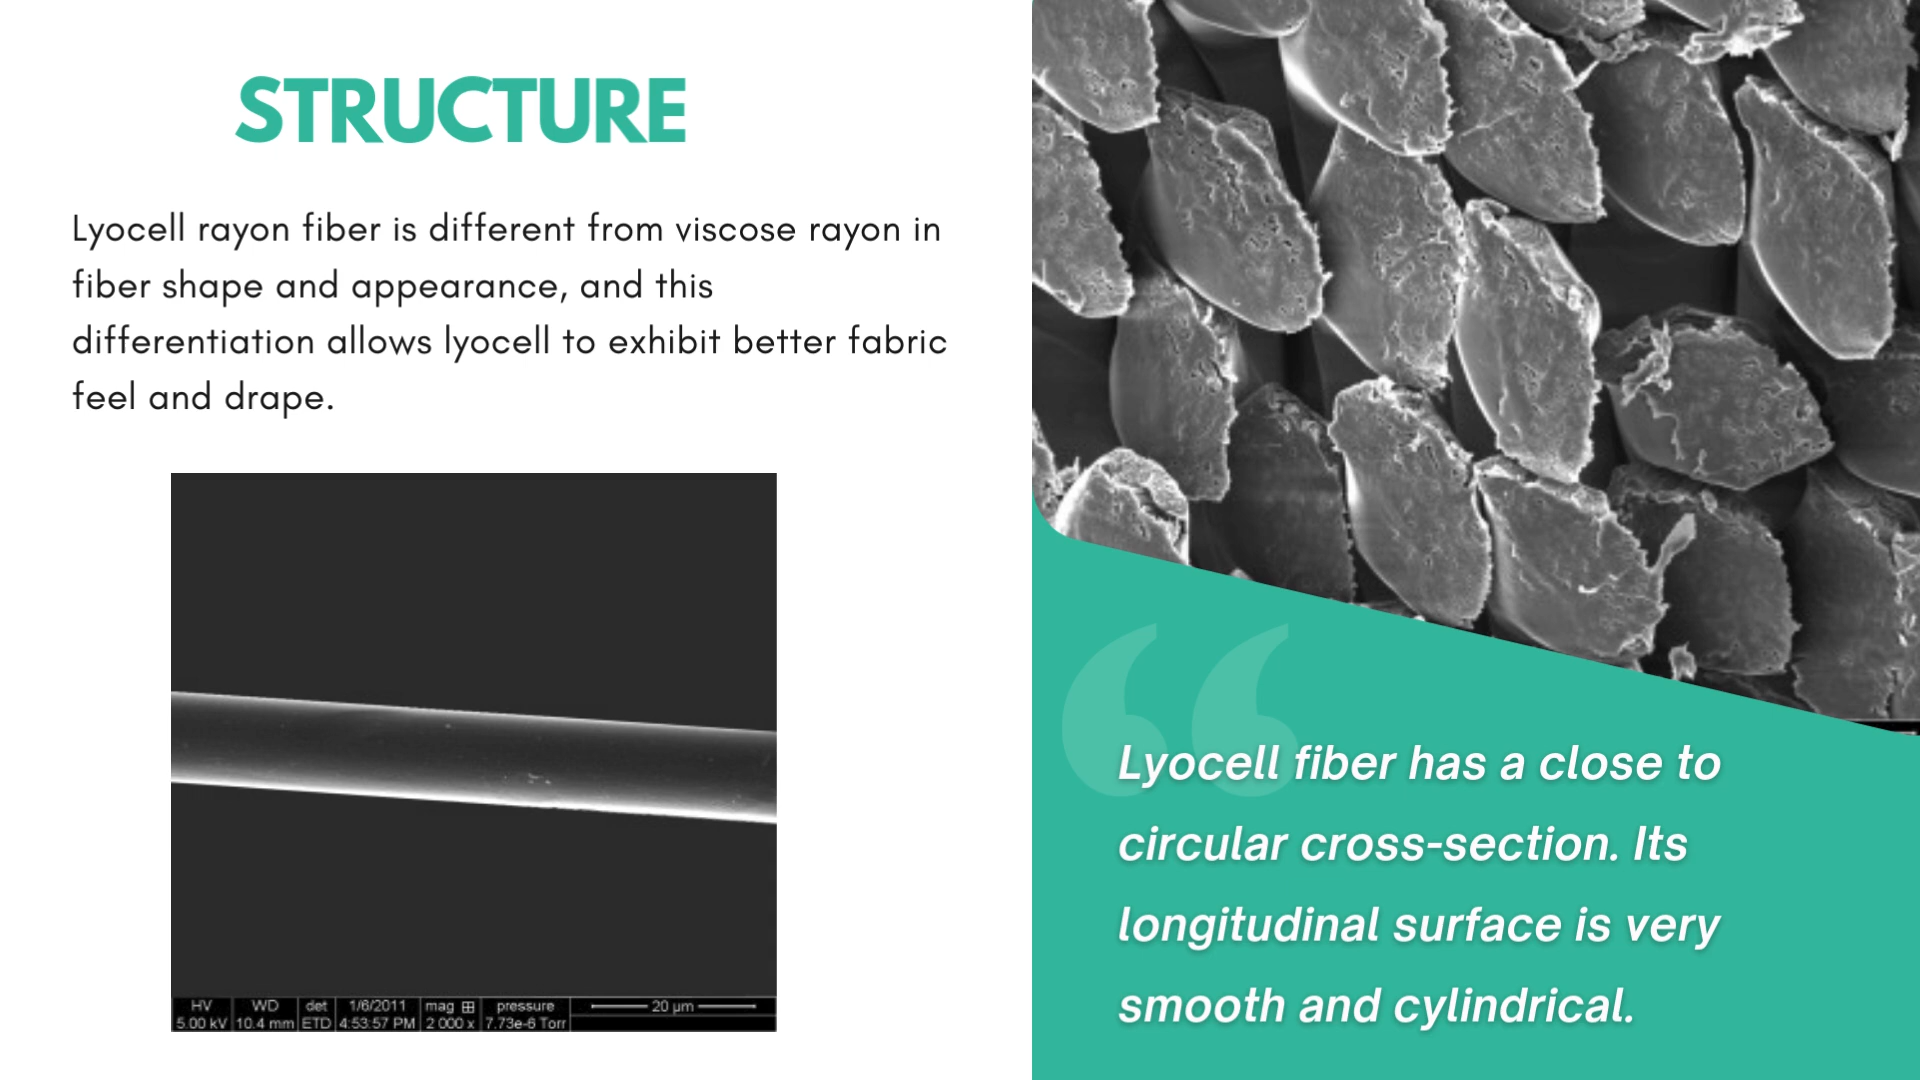 STRUCTURE
Lyocell rayon fiber is different from viscose rayon in
fiber shape and appearance, and this
differentiation allows lyocell to exhibit better fabric
feel and drape.
HV WD det 1/6/2011 mag ⊞ pressure 20 µm
5.00 kV 10.4 mm ETD 4:53:57 PM 2 000 x 7.73e-6 Torr
“
Lyocell fiber has a close to
circular cross-section. Its
longitudinal surface is very
smooth and cylindrical.